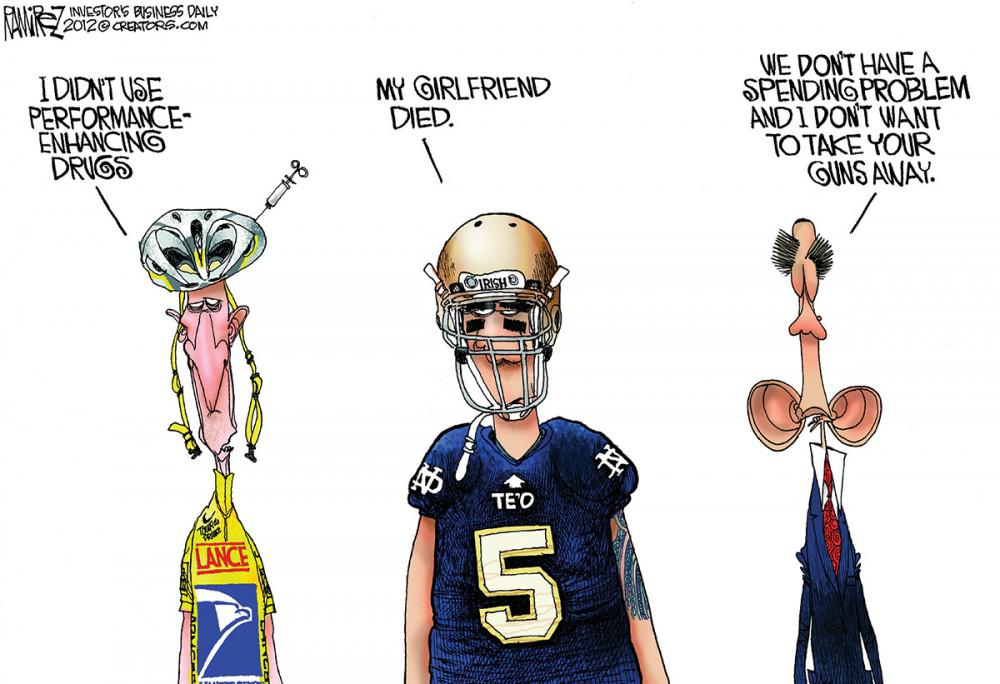 RAMIREZ
INVESTOR'S BUSINESS DAILY
2012 © CREATORS.COM
I DIDN'T USE
PERFORMANCE-
ENHANCING
DRUGS
MY GIRLFRIEND
DIED.
WE DON'T HAVE A
SPENDING PROBLEM
AND I DON'T WANT
TO TAKE YOUR
GUNS AWAY.
IRISH
ND
TE'O
5
LANCE